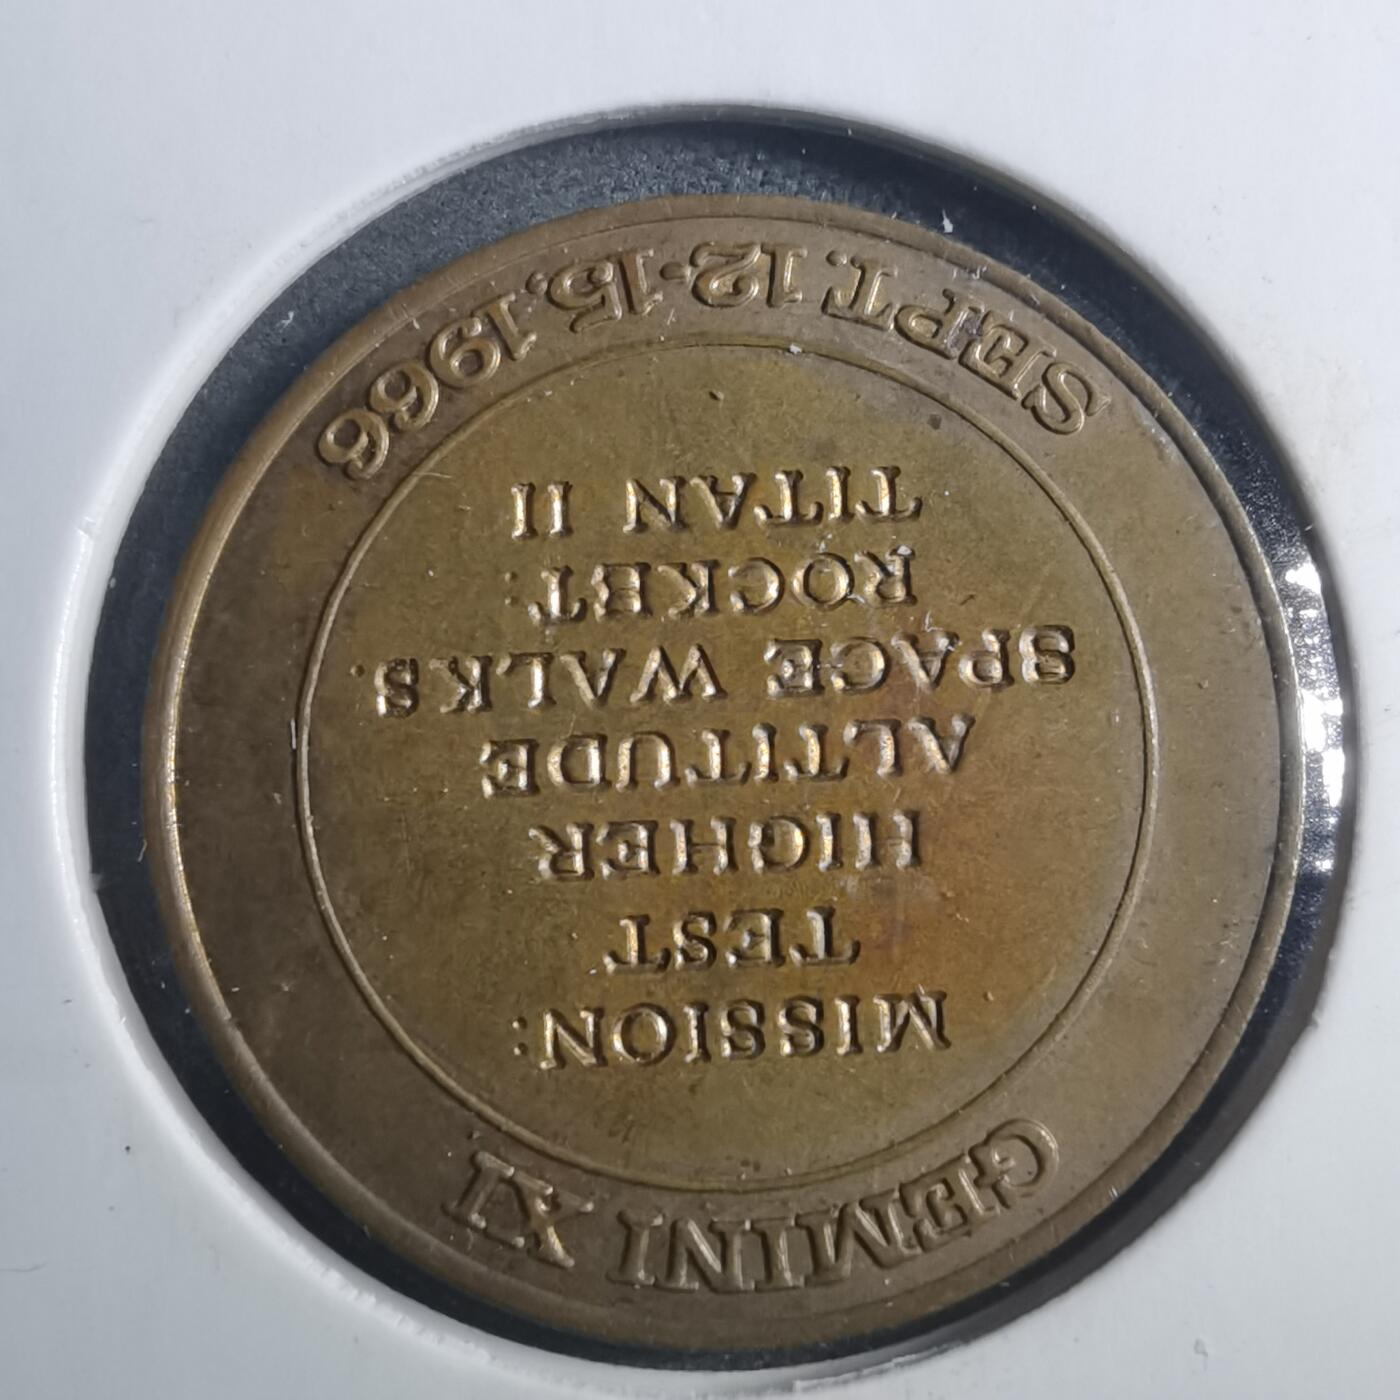 GEMINI XI
MISSION:
TEST
HIGHER
ALTITUDE
SPACE WALKS.
ROCKET:
TITAN II
SEPT. 12-15, 1966